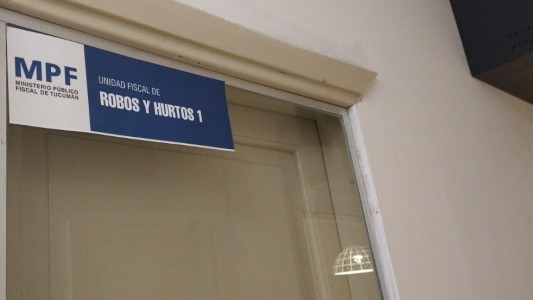 MPF
MINISTERIO PÚBLICO
FISCAL DE TUCUMÁN
UNIDAD FISCAL DE
ROBOS Y HURTOS 1